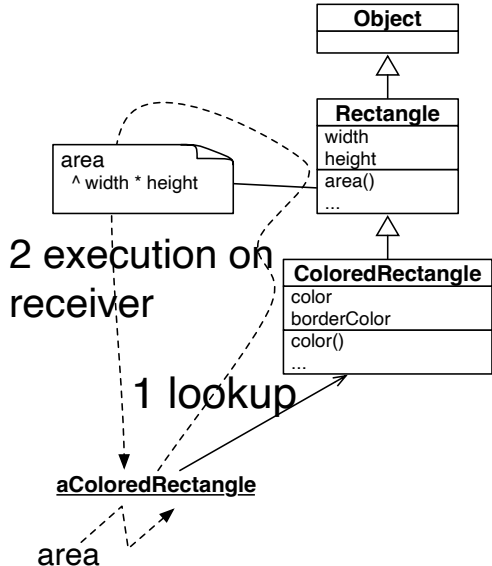 Object
Rectangle
width
height
area()
...
area
^ width * height
2 execution on
receiver
ColoredRectangle
color
borderColor
color()
...
1 lookup
aColoredRectangle
area